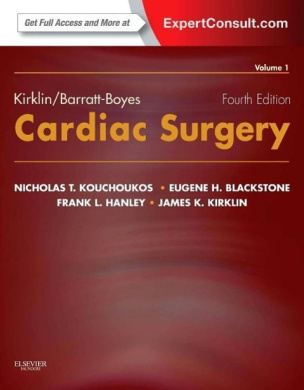 Get Full Access and More at
ExpertConsult.com
Volume 1
Kirklin/Barratt-Boyes Fourth Edition
Cardiac Surgery
NICHOLAS T. KOUCHOUKOS • EUGENE H. BLACKSTONE
FRANK L. HANLEY • JAMES K. KIRKLIN
ELSEVIER
SAUNDERS